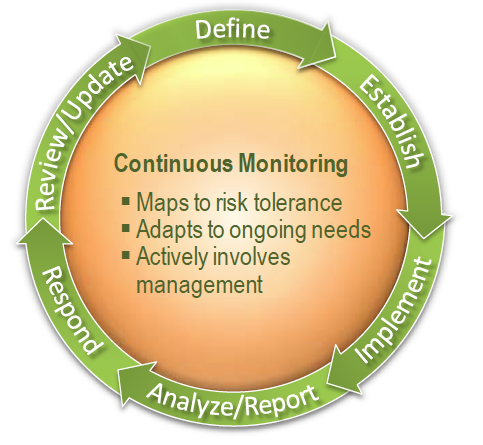 Define
Establish
Implement
Analyze/Report
Respond
Review/Update
Continuous Monitoring
▪ Maps to risk tolerance
▪ Adapts to ongoing needs
▪ Actively involves
management